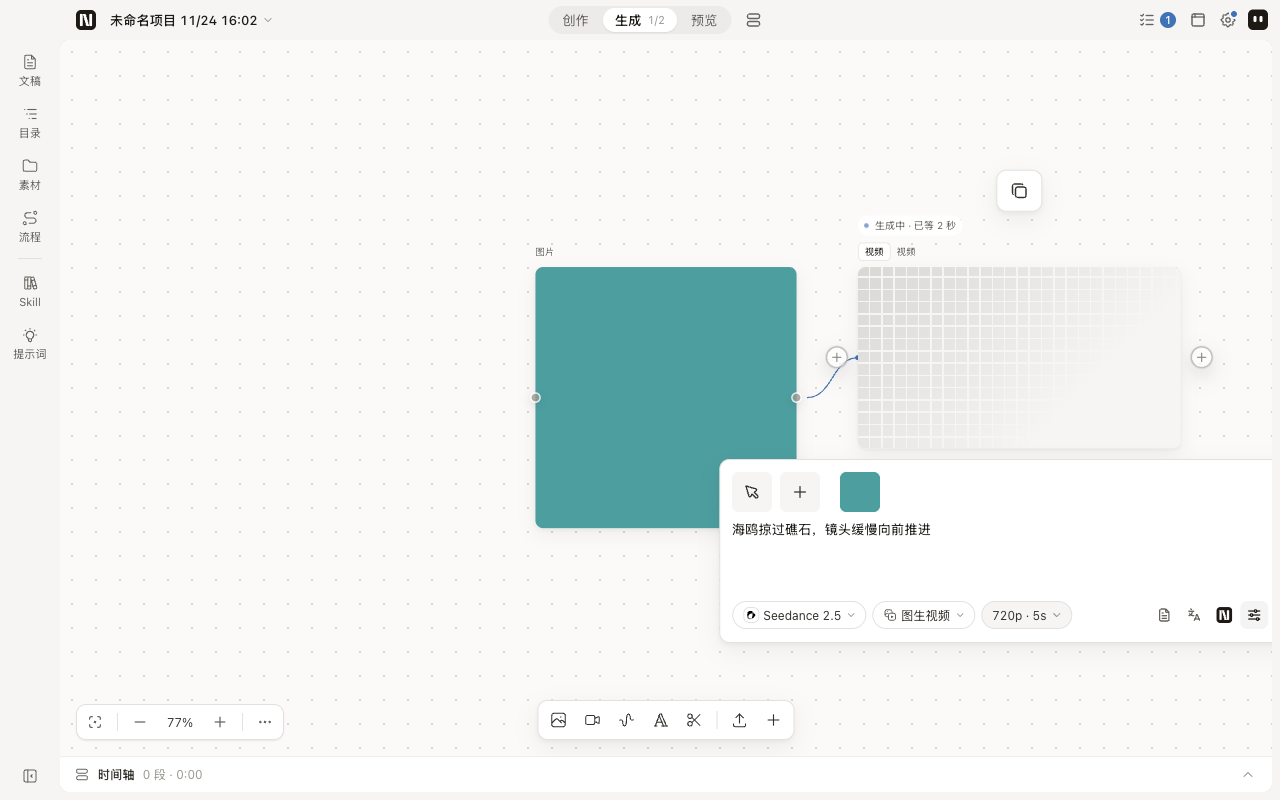 未命名项目 11/24 16:02
创作
生成 1/2
预览
1
文稿
目录
素材
流程
Skill
提示词
生成中 · 已等 2 秒
图片
视频 视频
海鸥掠过礁石，镜头缓慢向前推进
Seedance 2.5
图生视频
720p · 5s
77%
时间轴 0 段 · 0:00